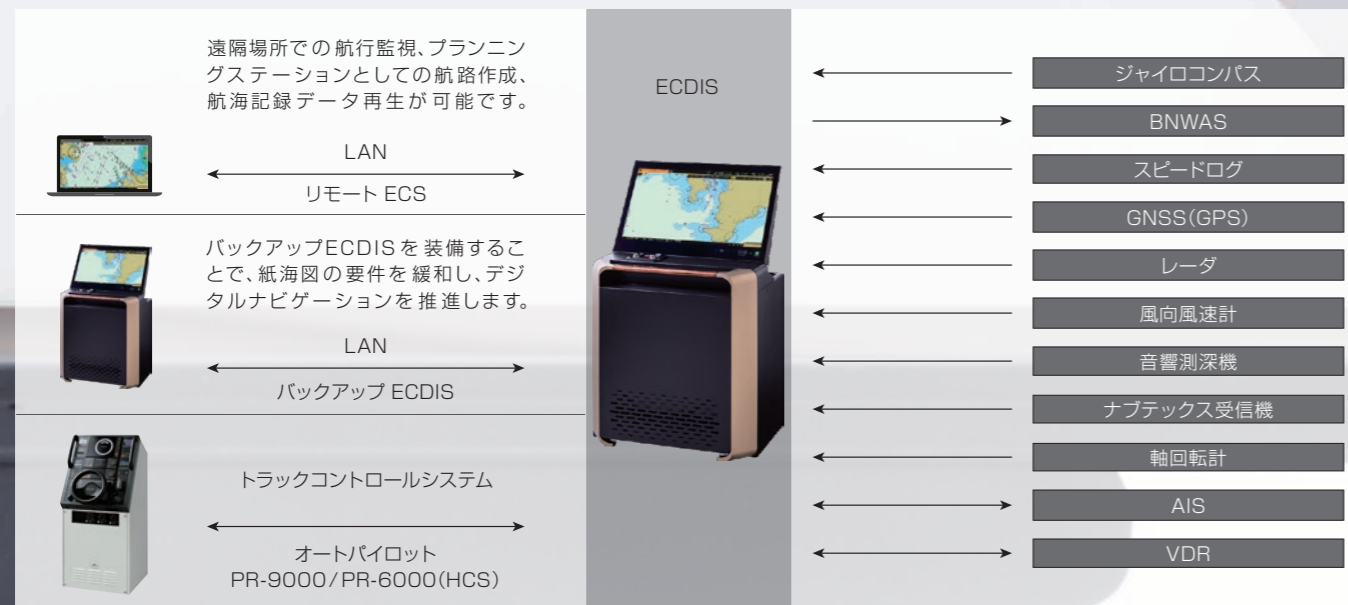 遠隔場所での航行監視、プランニン
グステーションとしての航路作成、
航海記録データ再生が可能です。
LAN
リモート ECS
バックアップECDISを装備するこ
とで、紙海図の要件を緩和し、デジ
タルナビゲーションを推進します。
LAN
バックアップ ECDIS
トラックコントロールシステム
オートパイロット
PR-9000/PR-6000(HCS)
ECDIS
ジャイロコンパス
BNWAS
スピードログ
GNSS(GPS)
レーダ
風向風速計
音響測深機
ナブテックス受信機
軸回転計
AIS
VDR